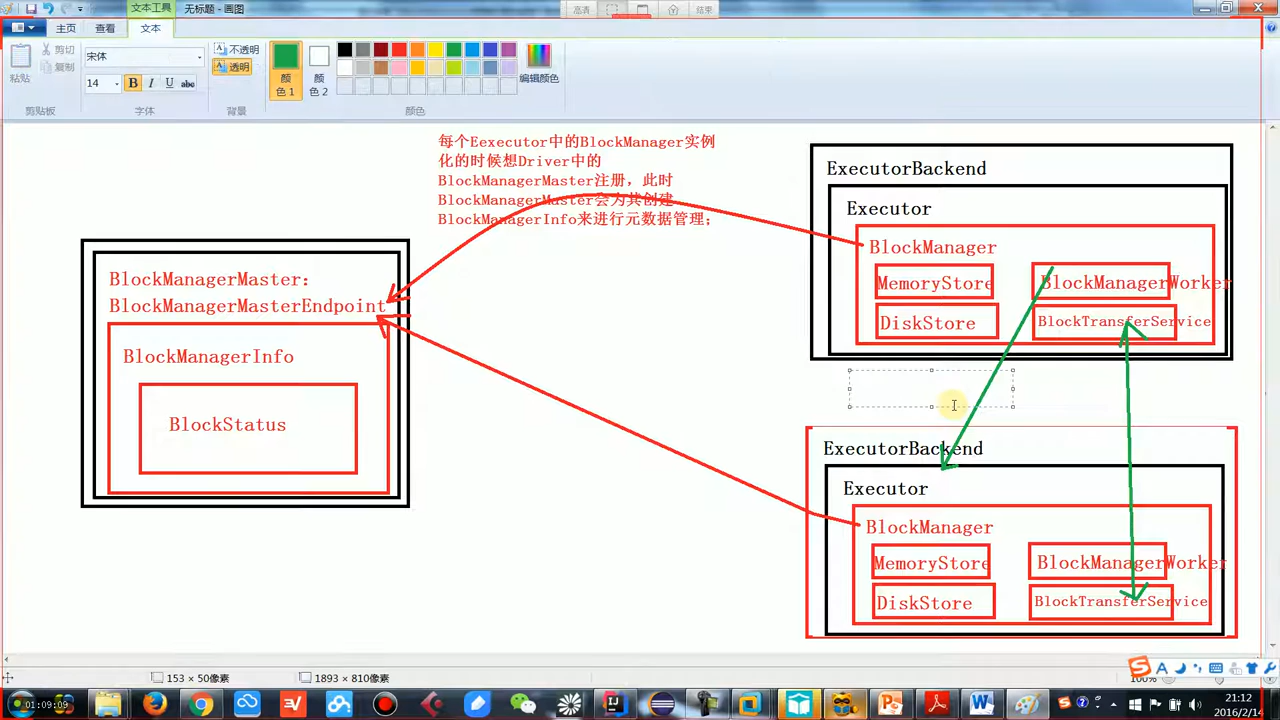 文本工具
无标题 - 画图
高清
结束
主页
查看
文本
粘贴
剪切
复制
剪贴板
宋体
14
B
I
U
abc
字体
不透明
透明
背景
颜色 1
颜色 2
编辑颜色
颜色
每个Eexecutor中的BlockManager实例
化的时候想Driver中的
BlockManagerMaster注册，此时
BlockManagerMaster会为其创建
BlockManagerInfo来进行元数据管理;
BlockManagerMaster:
BlockManagerMasterEndpoint
BlockManagerInfo
BlockStatus
ExecutorBackend
Executor
BlockManager
MemoryStore
BlockManagerWorker
DiskStore
BlockTransferService
ExecutorBackend
Executor
BlockManager
MemoryStore
BlockManagerWorker
DiskStore
BlockTransferService
153 × 50像素
1893 × 810像素
100%
01:09:09
21:12
2016/2/14